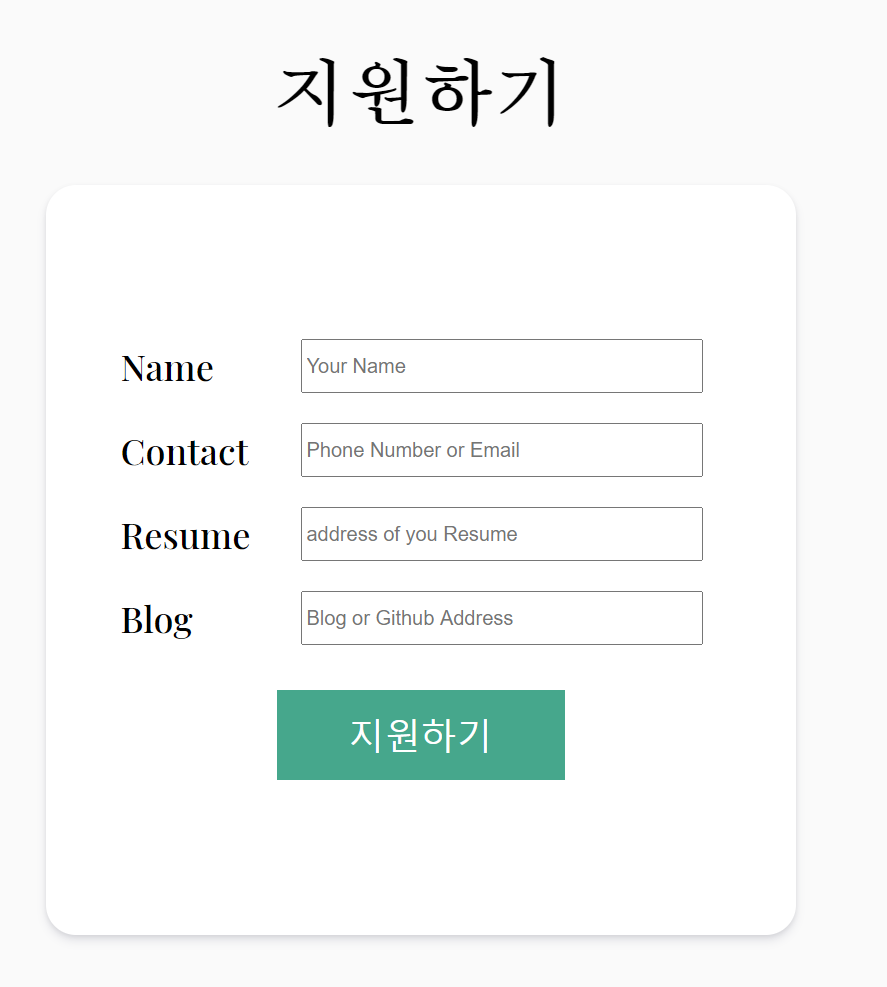 지원하기
Name Your Name
Contact Phone Number or Email
Resume address of you Resume
Blog Blog or Github Address
지원하기